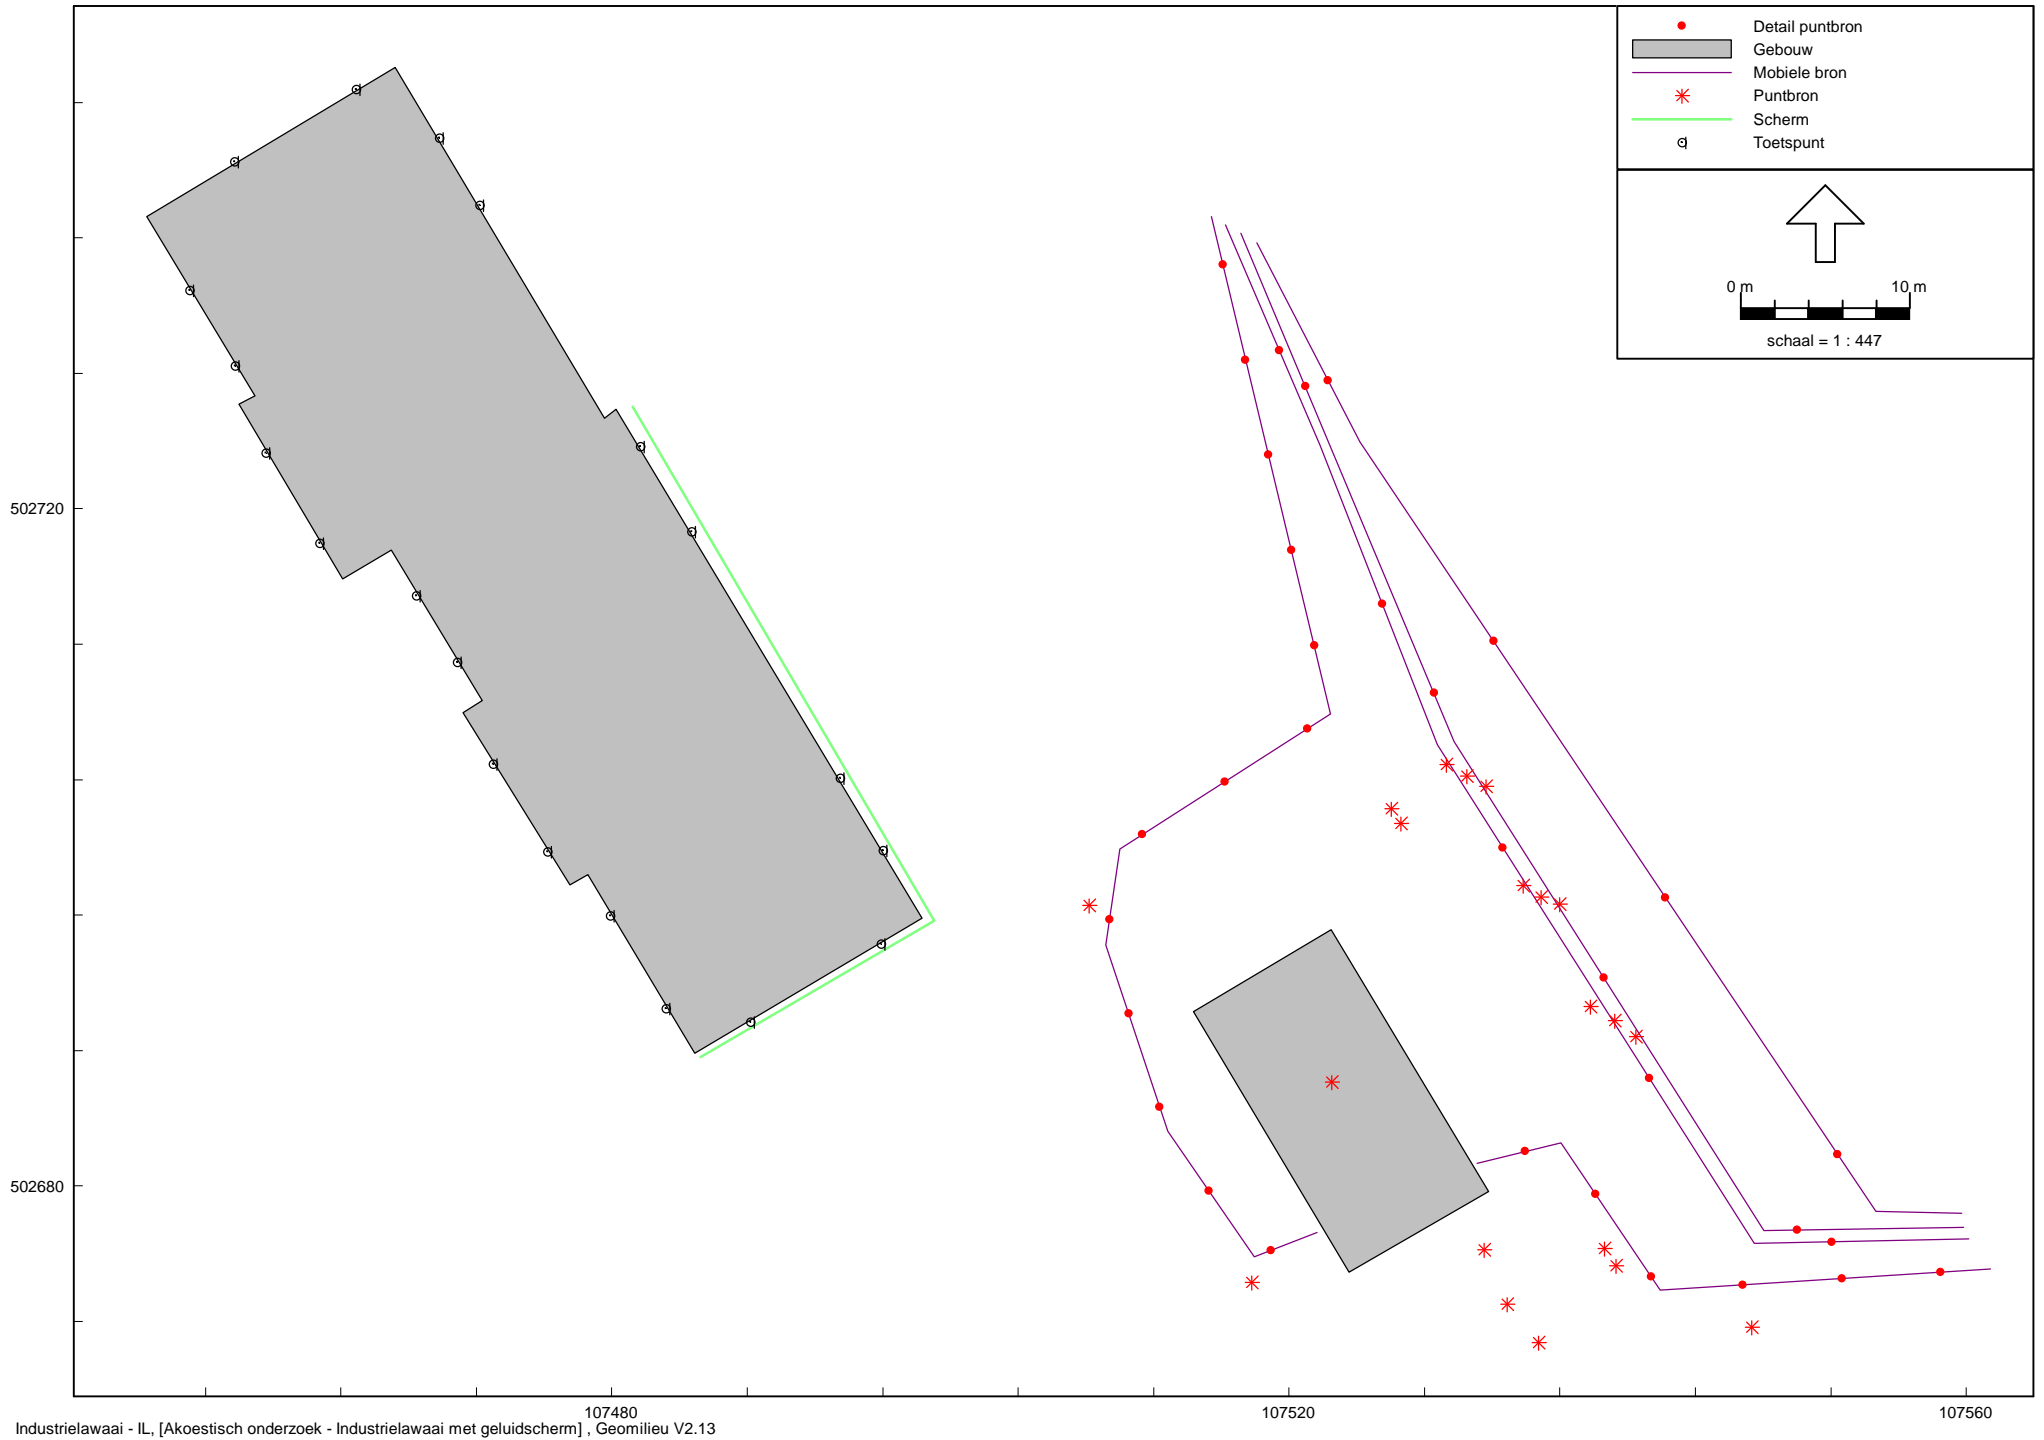 Detail puntbron
Gebouw
Mobiele bron
Puntbron
Scherm
Toetspunt
0 m 10 m
schaal = 1 : 447
502720
502680
107480 107520 107560
Industrielawaai - IL, [Akoestisch onderzoek - Industrielawaai met geluidscherm] , Geomilieu V2.13